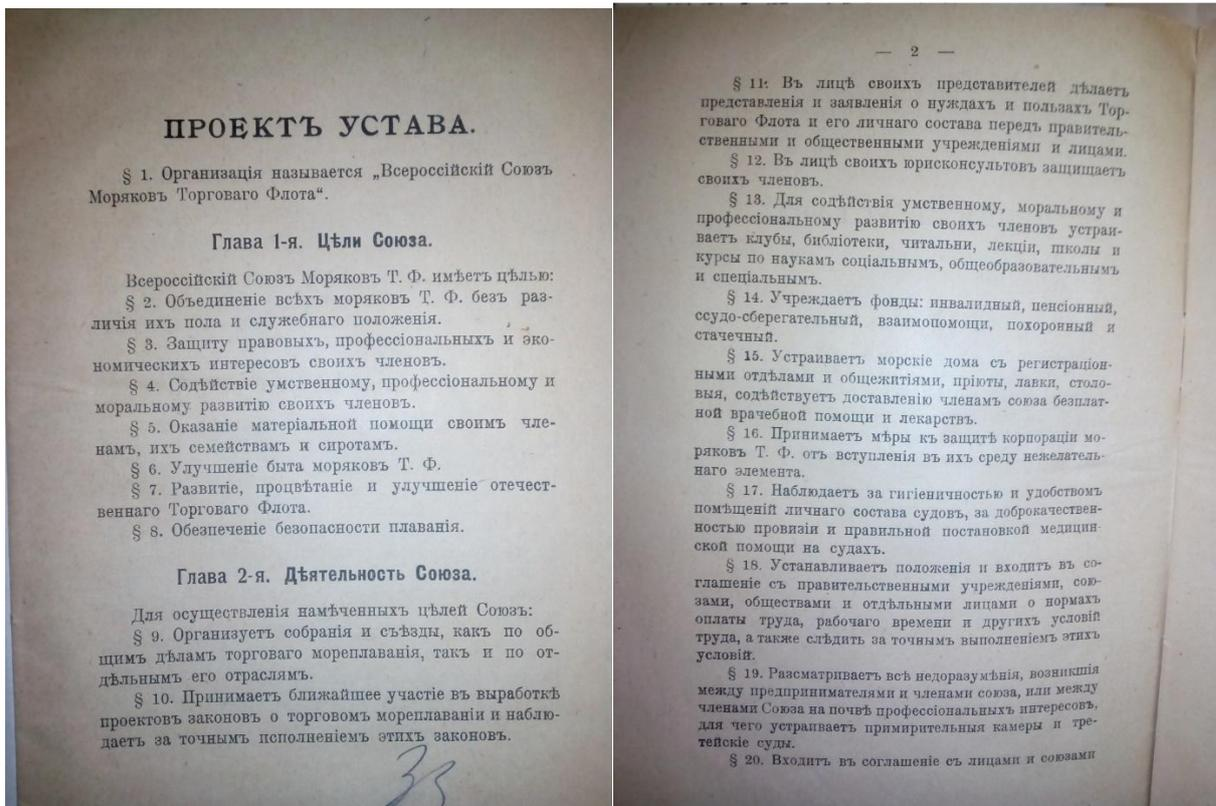 ПРОЕКТЪ УСТАВА.
§ 1. Организація называется „Всероссійскій Союзъ
Моряковъ Торговаго Флота“.
Глава 1-я. Цѣли Союза.
Всероссійскій Союзъ Моряковъ Т. Ф. имѣетъ цѣлью:
§ 2. Объединеніе всѣхъ моряковъ Т. Ф. безъ раз-
личія ихъ пола и служебнаго положенія.
§ 3. Защиту правовыхъ, профессіональныхъ и эко-
номическихъ интересовъ своихъ членовъ.
§ 4. Содѣйствіе умственному, профессіональному и
моральному развитію своихъ членовъ.
§ 5. Оказаніе матеріальной помощи своимъ чле-
намъ, ихъ семействамъ и сиротамъ.
§ 6. Улучшеніе быта моряковъ Т. Ф.
§ 7. Развитіе, процвѣтаніе и улучшеніе отечест-
веннаго Торговаго Флота.
§ 8. Обезпеченіе безопасности плаванія.
Глава 2-я. Дѣятельность Союза.
Для осуществленія намѣченныхъ цѣлей Союзъ:
§ 9. Организуетъ собранія и съѣзды, какъ по об-
щимъ дѣламъ торговаго мореплаванія, такъ и по от-
дѣльнымъ его отраслямъ.
§ 10. Принимаетъ ближайшее участіе въ выработкѣ
проектовъ законовъ о торговомъ мореплаваніи и наблю-
даетъ за точнымъ исполненіемъ этихъ законовъ.
— 2 —
§ 11. Въ лицѣ своихъ представителей дѣлаетъ
представленія и заявленія о нуждахъ и пользахъ Тор-
говаго Флота и его личнаго состава передъ правитель-
ственными и общественными учрежденіями и лицами.
§ 12. Въ лицѣ своихъ юрисконсультовъ защищаетъ
своихъ членовъ.
§ 13. Для содѣйствія умственному, моральному и
профессіональному развитію своихъ членовъ устраи-
ваетъ клубы, библіотеки, читальни, лекціи, школы и
курсы по наукамъ соціальнымъ, общеобразовательнымъ
и спеціальнымъ.
§ 14. Учреждаетъ фонды: инвалидный, пенсіонный,
ссудо-сберегательный, взаимопомощи, похоронный и
стачечный.
§ 15. Устраиваетъ морскіе дома съ регистраціон-
ными отдѣлами и общежитіями, пріюты, лавки, столо-
выя, содѣйствуетъ доставленію членамъ союза безплат-
ной врачебной помощи и лекарствъ.
§ 16. Принимаетъ мѣры къ защитѣ корпораціи мо-
ряковъ Т. Ф. отъ вступленія въ ихъ среду нежелатель-
наго элемента.
§ 17. Наблюдаетъ за гигіеничностью и удобствомъ
помѣщеній личнаго состава судовъ, за доброкачествен-
ностью провизіи и правильной постановкой медицин-
ской помощи на судахъ.
§ 18. Устанавливаетъ положенія и входитъ въ со-
глашеніе съ правительственными учрежденіями, сою-
зами, обществами и отдѣльными лицами о нормахъ
оплаты труда, рабочаго времени и другихъ условій
труда, а также слѣдитъ за точнымъ выполненіемъ этихъ
условій.
§ 19. Разсматриваетъ всѣ недоразумѣнія, возникшія
между предпринимателями и членами союза, или между
членами Союза на почвѣ профессіональныхъ интересовъ,
для чего устраиваетъ примирительныя камеры и тре-
тейскіе суды.
§ 20. Входитъ въ соглашеніе съ лицами и союзами